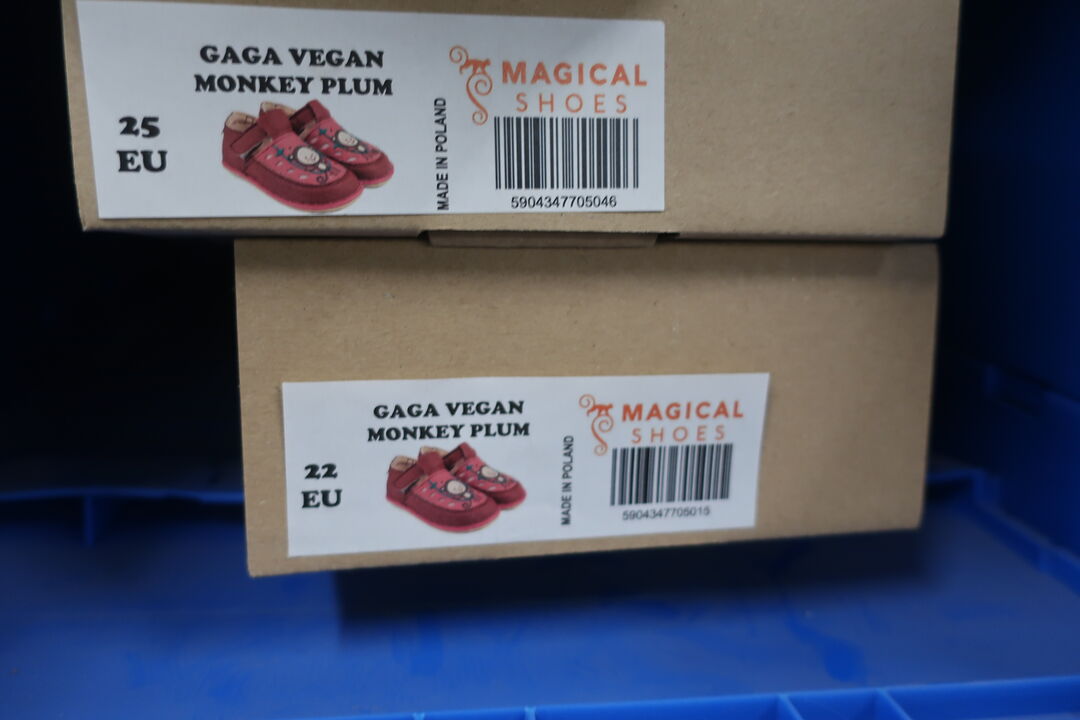 GAGA VEGAN
MONKEY PLUM
25
EU
MADE IN POLAND
MAGICAL
SHOES
5904347705046
GAGA VEGAN
MONKEY PLUM
22
EU
MADE IN POLAND
MAGICAL
SHOES
5904347705015